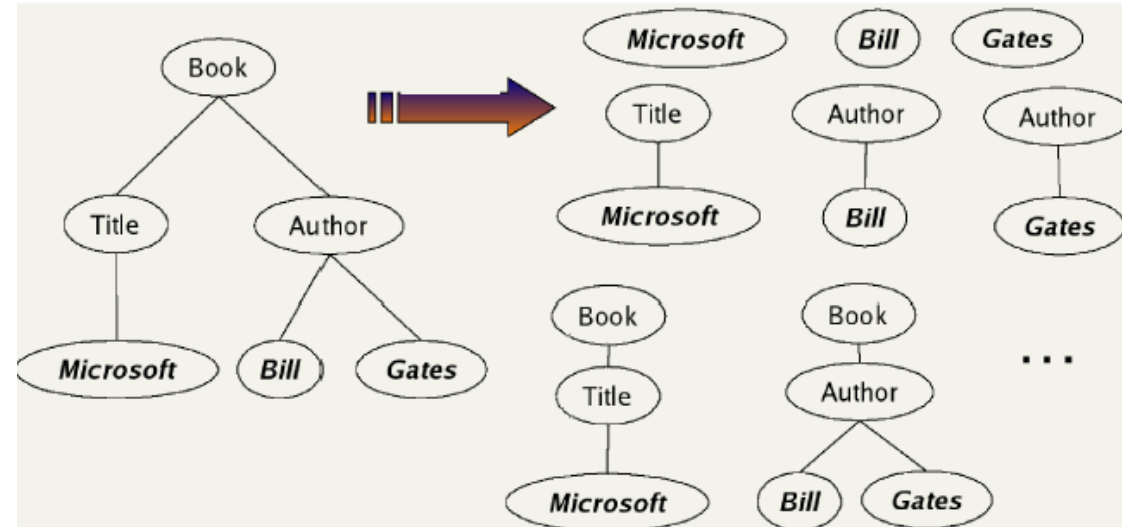 Book
Title Author
Microsoft Bill Gates
Microsoft Bill Gates
Title Author Author
Microsoft Bill Gates
Book Book
Title Author
Microsoft Bill Gates
...